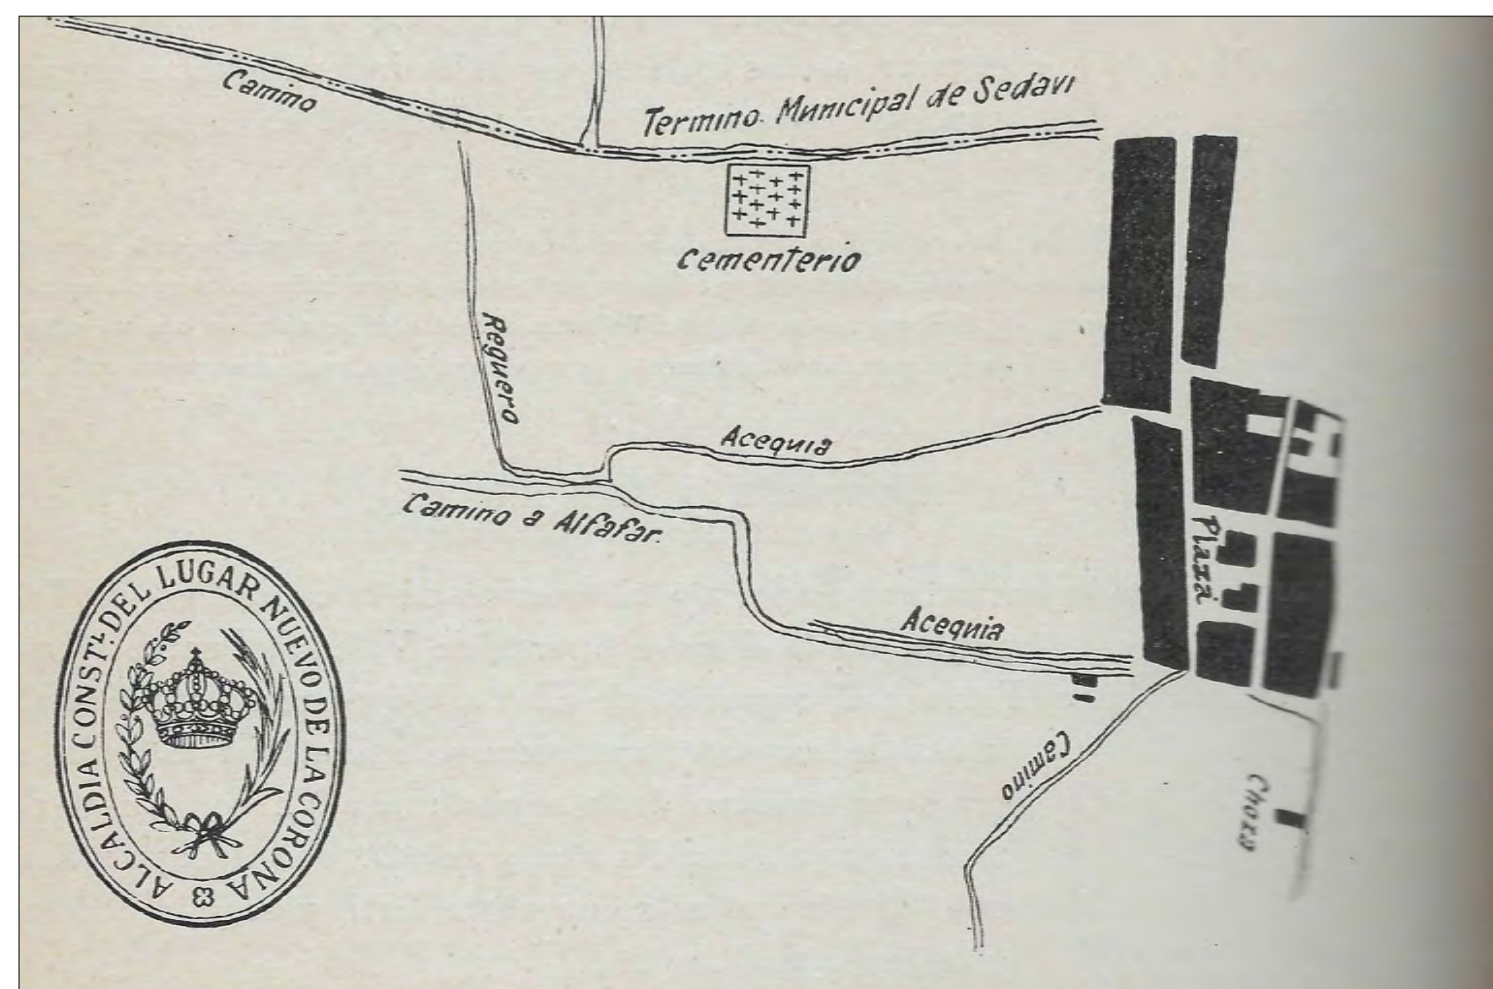 Camino
Termino Municipal de Sedavi
Cementerio
Reguero
Acequia
Camino a Alfafar.
Plaza
Acequia
Camino
Choza
ALCALDIA CONSTL. DEL LUGAR NUEVO DE LA CORONA